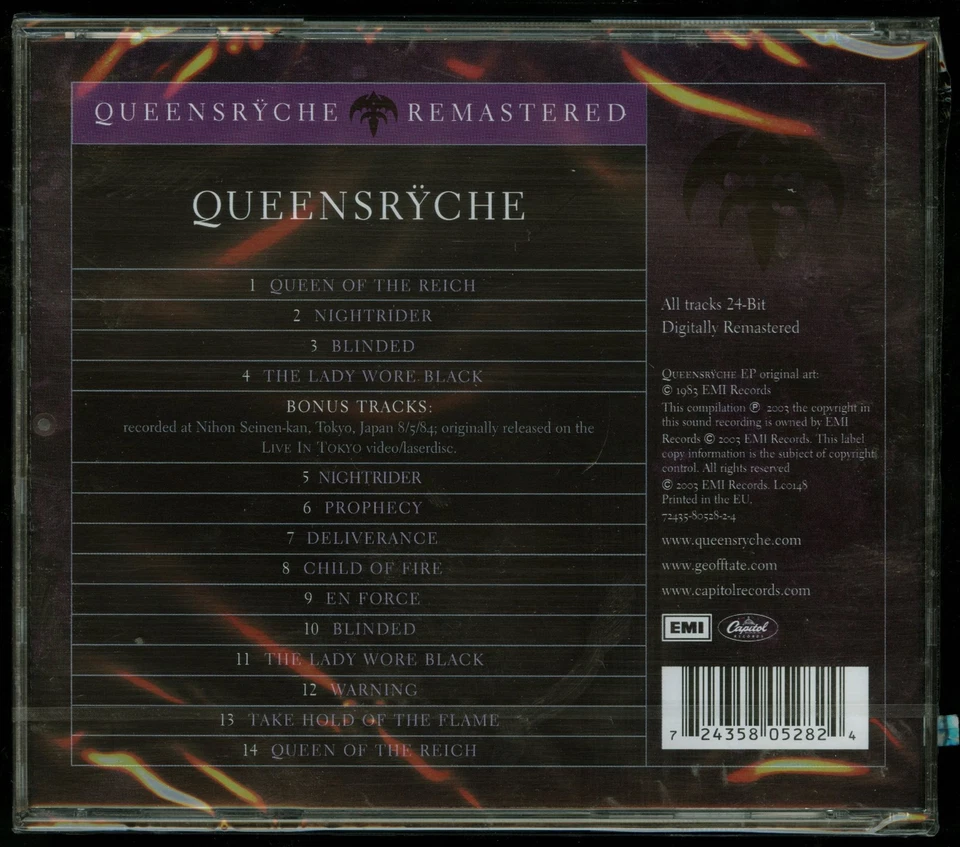 QUEENSRŸCHE REMASTERED
QUEENSRŸCHE
1 QUEEN OF THE REICH
2 NIGHTRIDER
3 BLINDED
4 THE LADY WORE BLACK
BONUS TRACKS:
recorded at Nihon Seinen-kan, Tokyo, Japan 8/5/84; originally released on the
LIVE IN TOKYO video/laserdisc.
5 NIGHTRIDER
6 PROPHECY
7 DELIVERANCE
8 CHILD OF FIRE
9 EN FORCE
10 BLINDED
11 THE LADY WORE BLACK
12 WARNING
13 TAKE HOLD OF THE FLAME
14 QUEEN OF THE REICH
All tracks 24-Bit
Digitally Remastered
QUEENSRŸCHE EP original art:
© 1983 EMI Records
This compilation ℗ 2003 the copyright in
this sound recording is owned by EMI
Records © 2003 EMI Records. This label
copy information is the subject of copyright
control. All rights reserved
© 2003 EMI Records. LC0148
Printed in the EU.
72435-80528-2-4
www.queensryche.com
www.geofftate.com
www.capitolrecords.com
EMI
Capitol
RECORDS
7 24358 05282 4